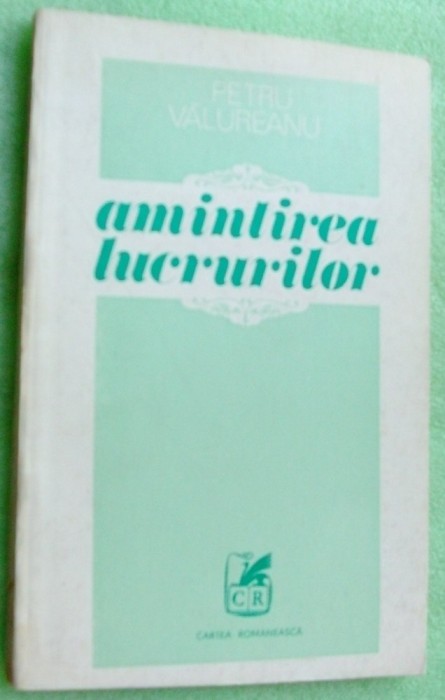 PETRU
VĂLUREANU
amintirea
lucrurilor
CR
CARTEA ROMÂNEASCĂ